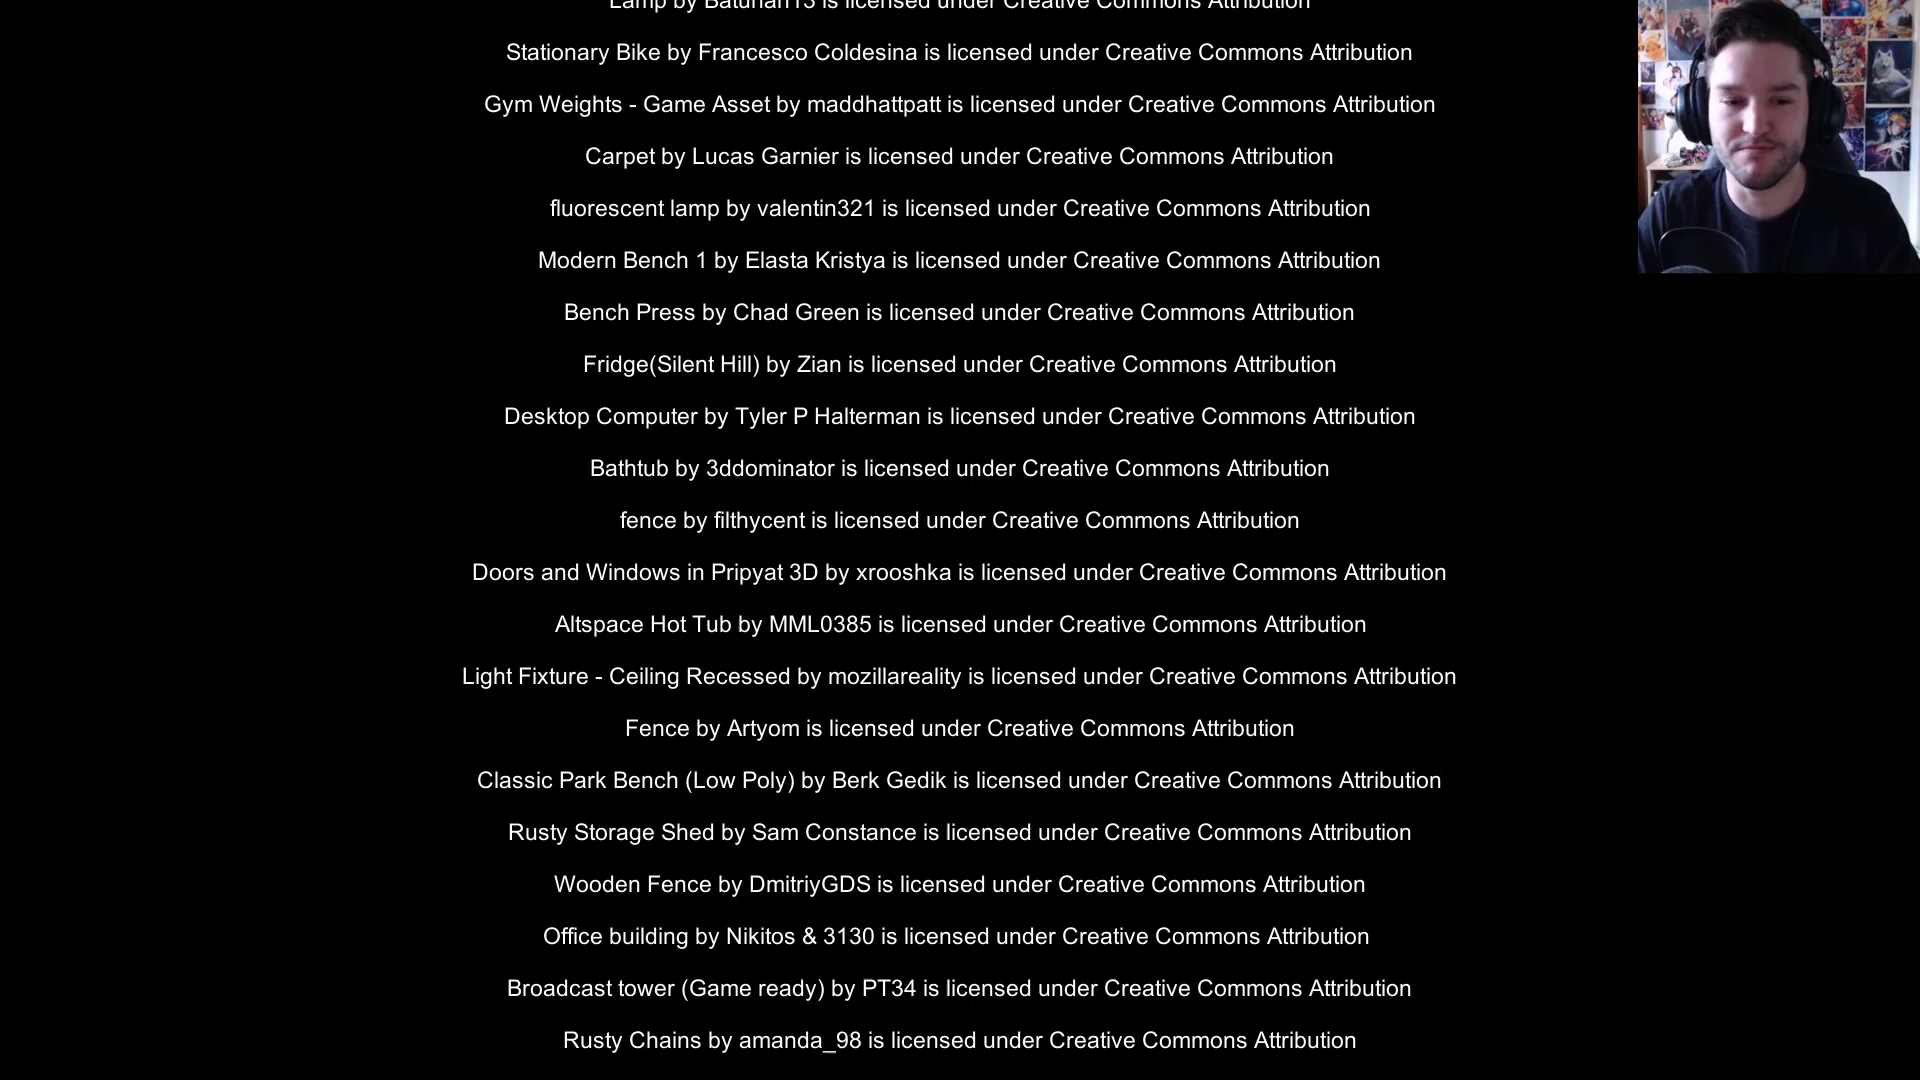 Lamp by Batuhan13 is licensed under Creative Commons Attribution
Stationary Bike by Francesco Coldesina is licensed under Creative Commons Attribution
Gym Weights - Game Asset by maddhattpatt is licensed under Creative Commons Attribution
Carpet by Lucas Garnier is licensed under Creative Commons Attribution
fluorescent lamp by valentin321 is licensed under Creative Commons Attribution
Modern Bench 1 by Elasta Kristya is licensed under Creative Commons Attribution
Bench Press by Chad Green is licensed under Creative Commons Attribution
Fridge(Silent Hill) by Zian is licensed under Creative Commons Attribution
Desktop Computer by Tyler P Halterman is licensed under Creative Commons Attribution
Bathtub by 3ddominator is licensed under Creative Commons Attribution
fence by filthycent is licensed under Creative Commons Attribution
Doors and Windows in Pripyat 3D by xrooshka is licensed under Creative Commons Attribution
Altspace Hot Tub by MML0385 is licensed under Creative Commons Attribution
Light Fixture - Ceiling Recessed by mozillareality is licensed under Creative Commons Attribution
Fence by Artyom is licensed under Creative Commons Attribution
Classic Park Bench (Low Poly) by Berk Gedik is licensed under Creative Commons Attribution
Rusty Storage Shed by Sam Constance is licensed under Creative Commons Attribution
Wooden Fence by DmitriyGDS is licensed under Creative Commons Attribution
Office building by Nikitos & 3130 is licensed under Creative Commons Attribution
Broadcast tower (Game ready) by PT34 is licensed under Creative Commons Attribution
Rusty Chains by amanda_98 is licensed under Creative Commons Attribution